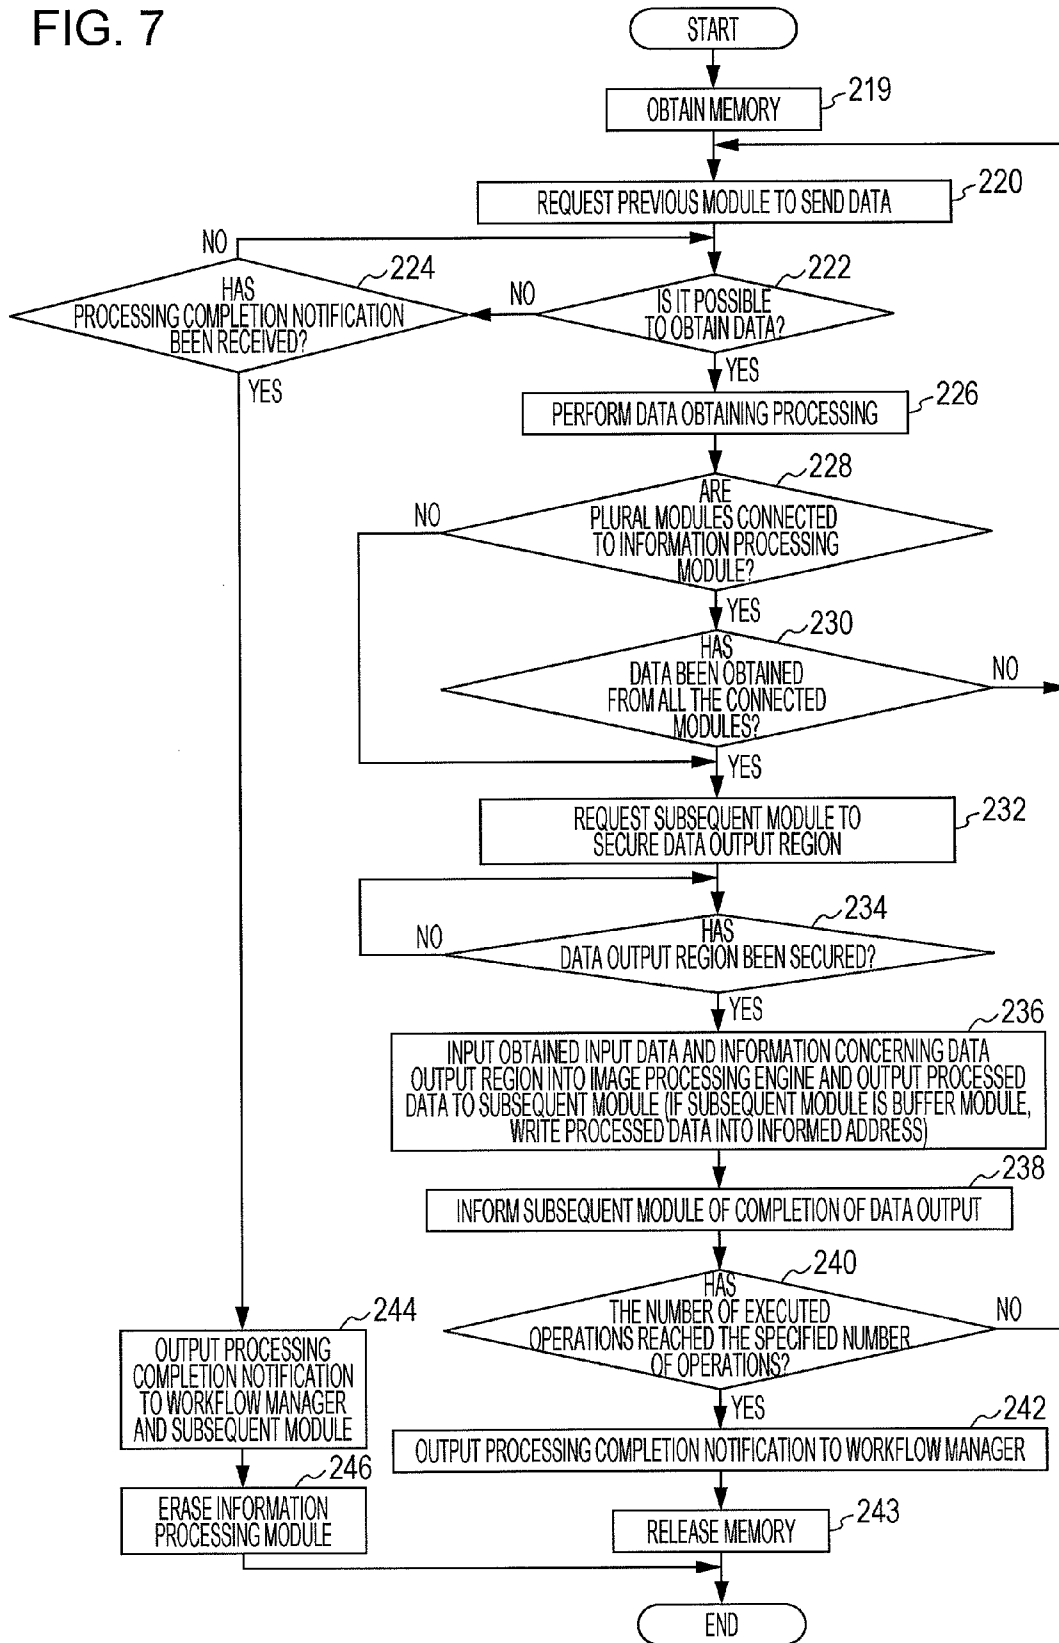 FIG. 7
START
OBTAIN MEMORY
219
REQUEST PREVIOUS MODULE TO SEND DATA
220
NO
224
HAS
PROCESSING COMPLETION NOTIFICATION
BEEN RECEIVED?
YES
NO
222
IS IT POSSIBLE
TO OBTAIN DATA?
YES
PERFORM DATA OBTAINING PROCESSING
226
228
ARE
PLURAL MODULES CONNECTED
TO INFORMATION PROCESSING
MODULE?
NO
YES
230
HAS
DATA BEEN OBTAINED
FROM ALL THE CONNECTED
MODULES?
NO
YES
REQUEST SUBSEQUENT MODULE TO
SECURE DATA OUTPUT REGION
232
234
HAS
DATA OUTPUT REGION BEEN SECURED?
NO
YES
236
INPUT OBTAINED INPUT DATA AND INFORMATION CONCERNING DATA
OUTPUT REGION INTO IMAGE PROCESSING ENGINE AND OUTPUT PROCESSED
DATA TO SUBSEQUENT MODULE (IF SUBSEQUENT MODULE IS BUFFER MODULE,
WRITE PROCESSED DATA INTO INFORMED ADDRESS)
238
INFORM SUBSEQUENT MODULE OF COMPLETION OF DATA OUTPUT
240
HAS
THE NUMBER OF EXECUTED
OPERATIONS REACHED THE SPECIFIED NUMBER
OF OPERATIONS?
NO
YES
242
OUTPUT PROCESSING COMPLETION NOTIFICATION TO WORKFLOW MANAGER
RELEASE MEMORY
243
244
OUTPUT PROCESSING
COMPLETION NOTIFICATION
TO WORKFLOW MANAGER
AND SUBSEQUENT MODULE
246
ERASE INFORMATION
PROCESSING MODULE
END